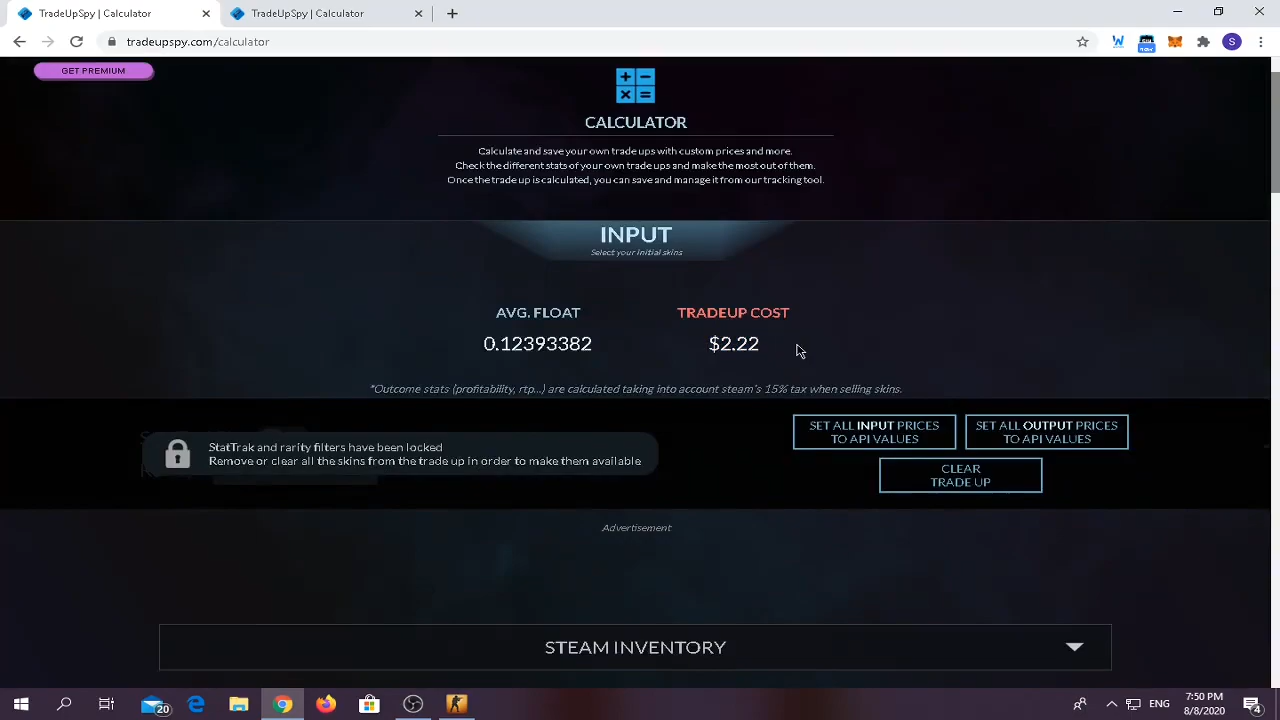 TradeUpSpy | Calculator
TradeUpSpy | Calculator
tradeupspy.com/calculator
GET PREMIUM
CALCULATOR
Calculate and save your own trade ups with custom prices and more.
Check the different stats of your own trade ups and make the most out of them.
Once the trade up is calculated, you can save and manage it from our tracking tool.
INPUT
Select your initial skins
AVG. FLOAT
TRADEUP COST
0.12393382
$2.22
*Outcome stats (profitability, rtp...) are calculated taking into account steam's 15% tax when selling skins.
StatTrak and rarity filters have been locked
Remove or clear all the skins from the trade up in order to make them available
SET ALL INPUT PRICES
TO API VALUES
SET ALL OUTPUT PRICES
TO API VALUES
CLEAR
TRADE UP
Advertisement
STEAM INVENTORY
20
ENG
7:50 PM
8/8/2020
4